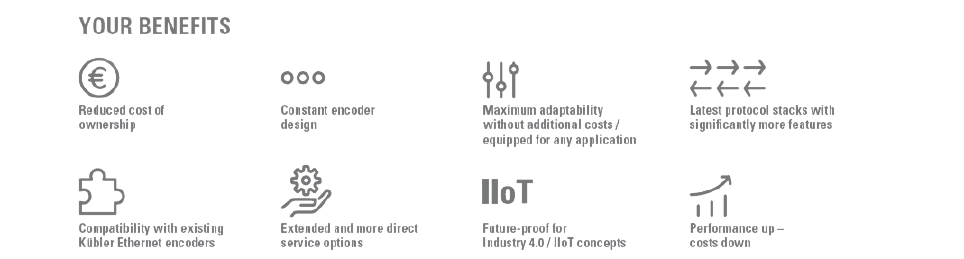 YOUR BENEFITS
Reduced cost of
ownership
Constant encoder
design
Maximum adaptability
without additional costs /
equipped for any application
Latest protocol stacks with
significantly more features
Compatibility with existing
Kübler Ethernet encoders
Extended and more direct
service options
IIoT
Future-proof for
Industry 4.0 / IIoT concepts
Performance up –
costs down